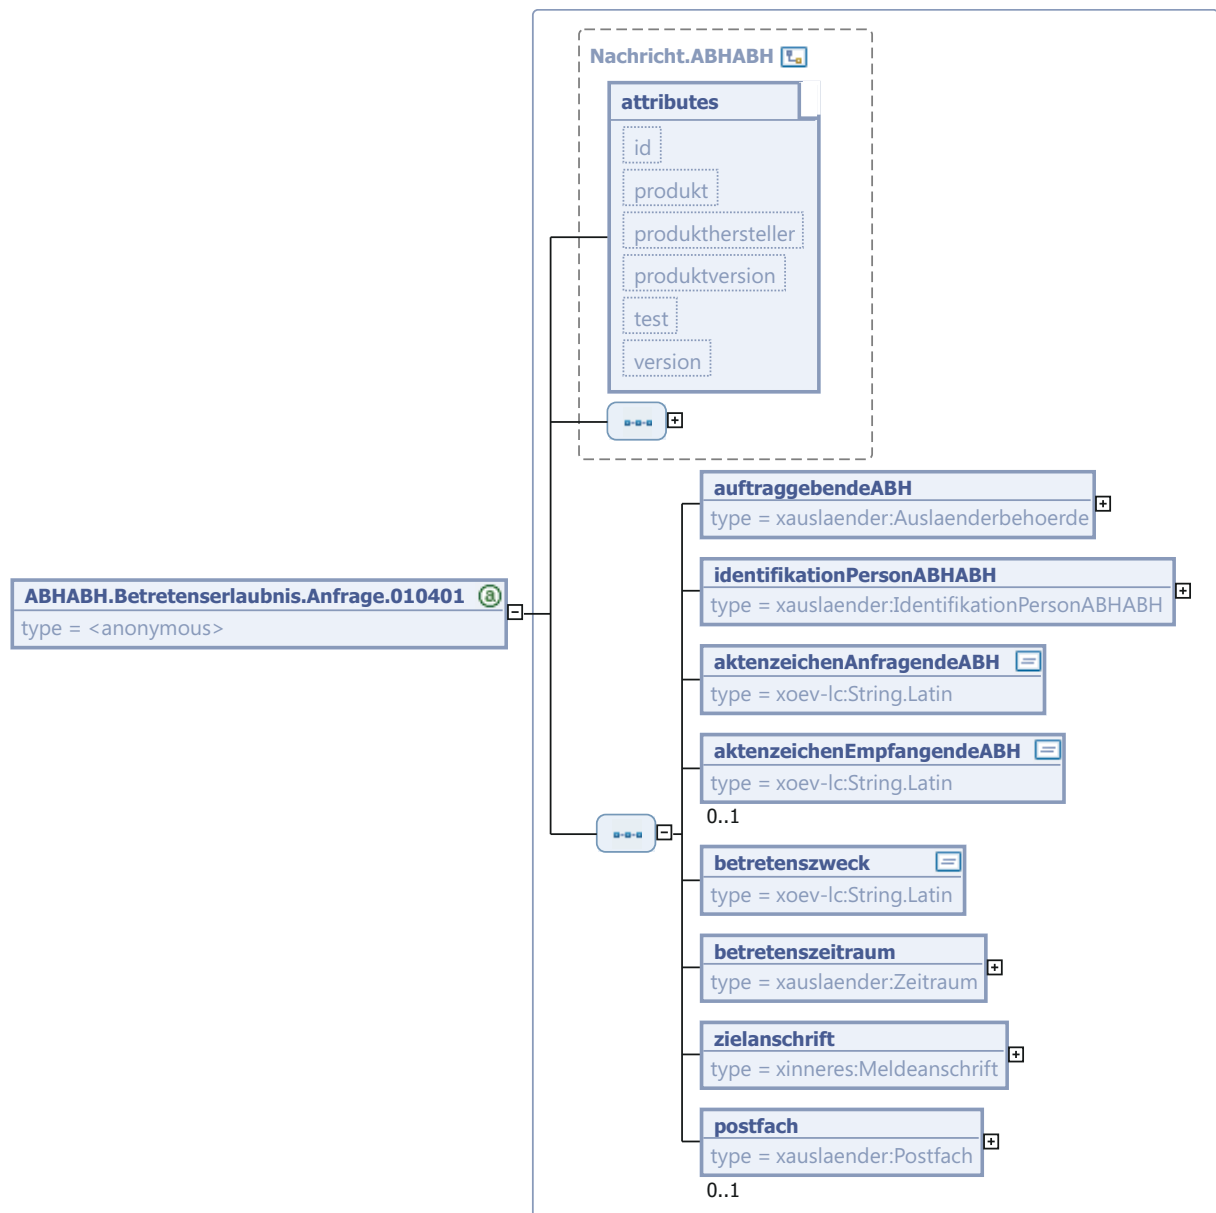 Nachricht.ABHABH
attributes
id
produkt
produkthersteller
produktversion
test
version
auftraggebendeABH
type = xauslaender:Auslaenderbehoerde
identifikationPersonABHABH
type = xauslaender:IdentifikationPersonABHABH
ABHABH.Betretenserlaubnis.Anfrage.010401 @
type = <anonymous>
aktenzeichenAnfragendeABH
type = xoev-lc:String.Latin
aktenzeichenEmpfangendeABH
type = xoev-lc:String.Latin
0..1
betretenszweck
type = xoev-lc:String.Latin
betretenszeitraum
type = xauslaender:Zeitraum
zielanschrift
type = xinneres:Meldeanschrift
postfach
type = xauslaender:Postfach
0..1